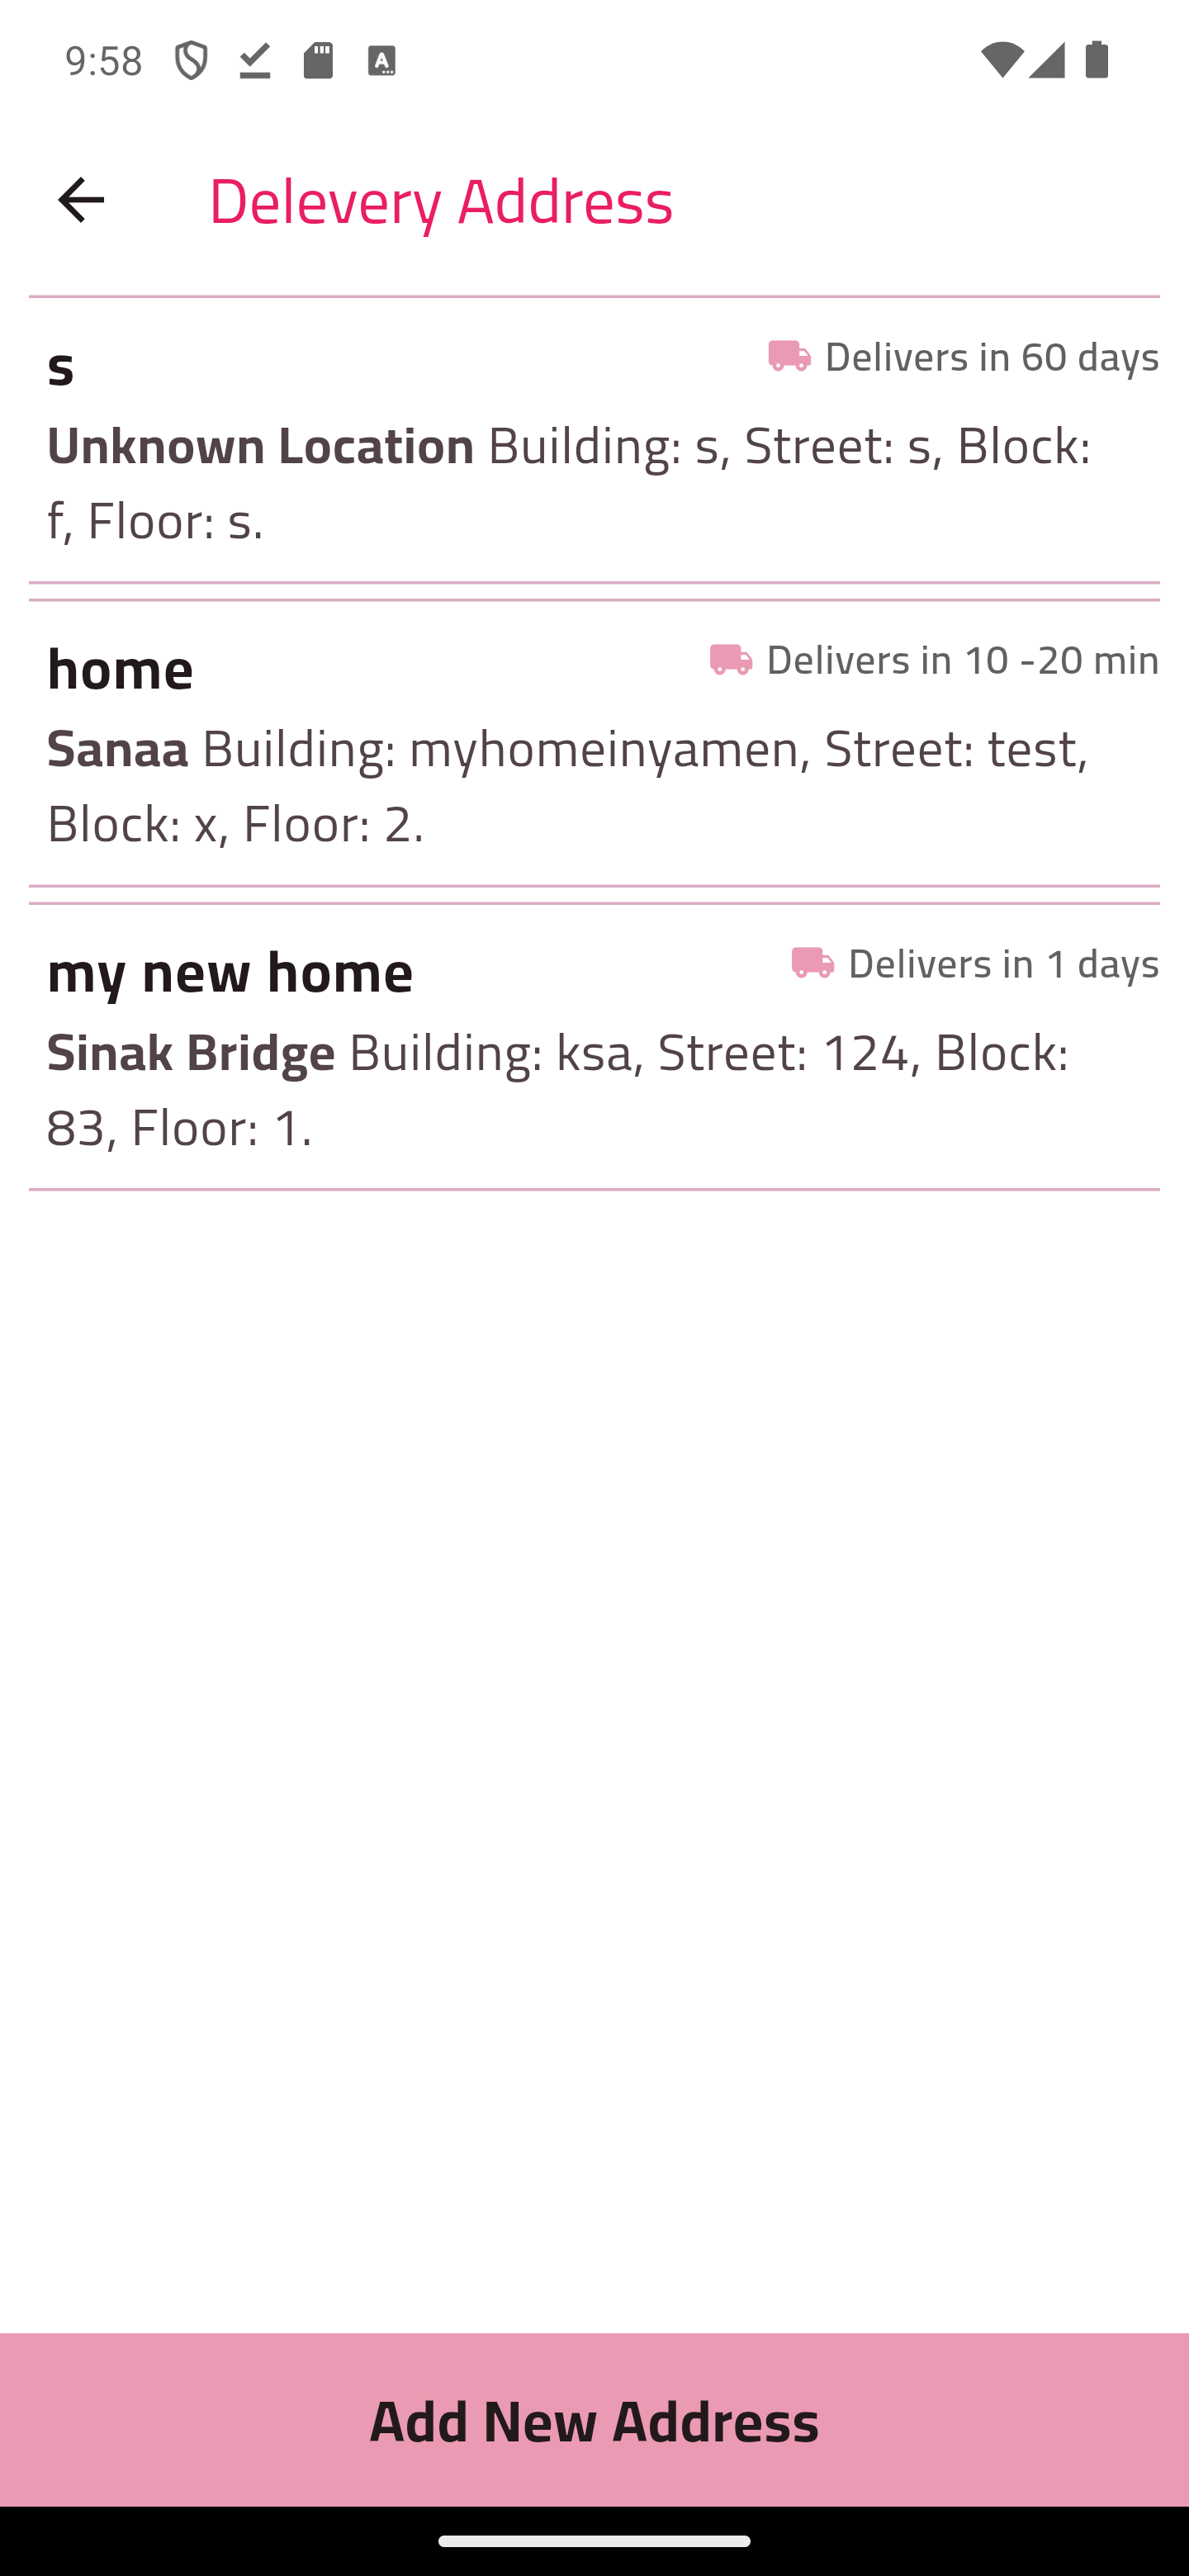 9:58
Delevery Address
s
Delivers in 60 days
Unknown Location Building: s, Street: s, Block:
f, Floor: s.
home
Delivers in 10 -20 min
Sanaa Building: myhomeinyamen, Street: test,
Block: x, Floor: 2.
my new home
Delivers in 1 days
Sinak Bridge Building: ksa, Street: 124, Block:
83, Floor: 1.
Add New Address